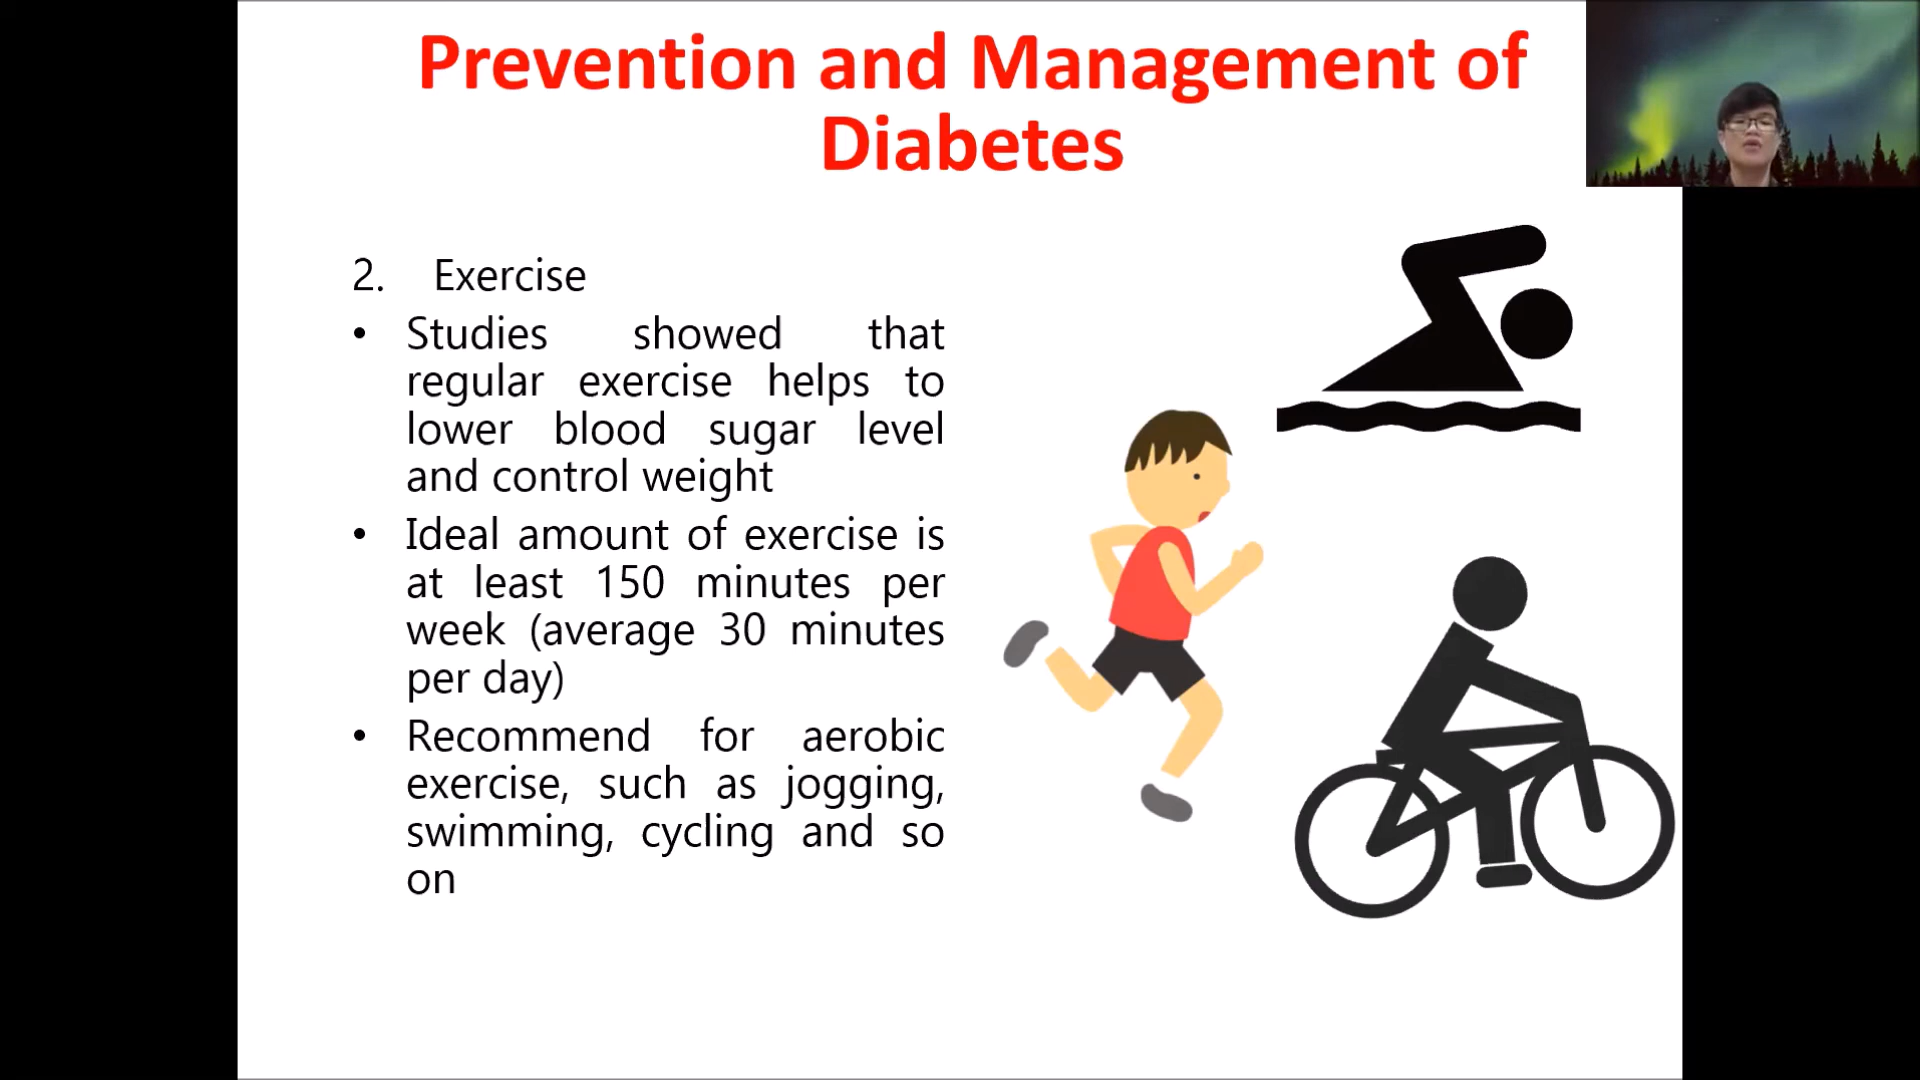 Prevention and Management of
Diabetes
2. Exercise
• Studies showed that
regular exercise helps to
lower blood sugar level
and control weight
• Ideal amount of exercise is
at least 150 minutes per
week (average 30 minutes
per day)
• Recommend for aerobic
exercise, such as jogging,
swimming, cycling and so
on